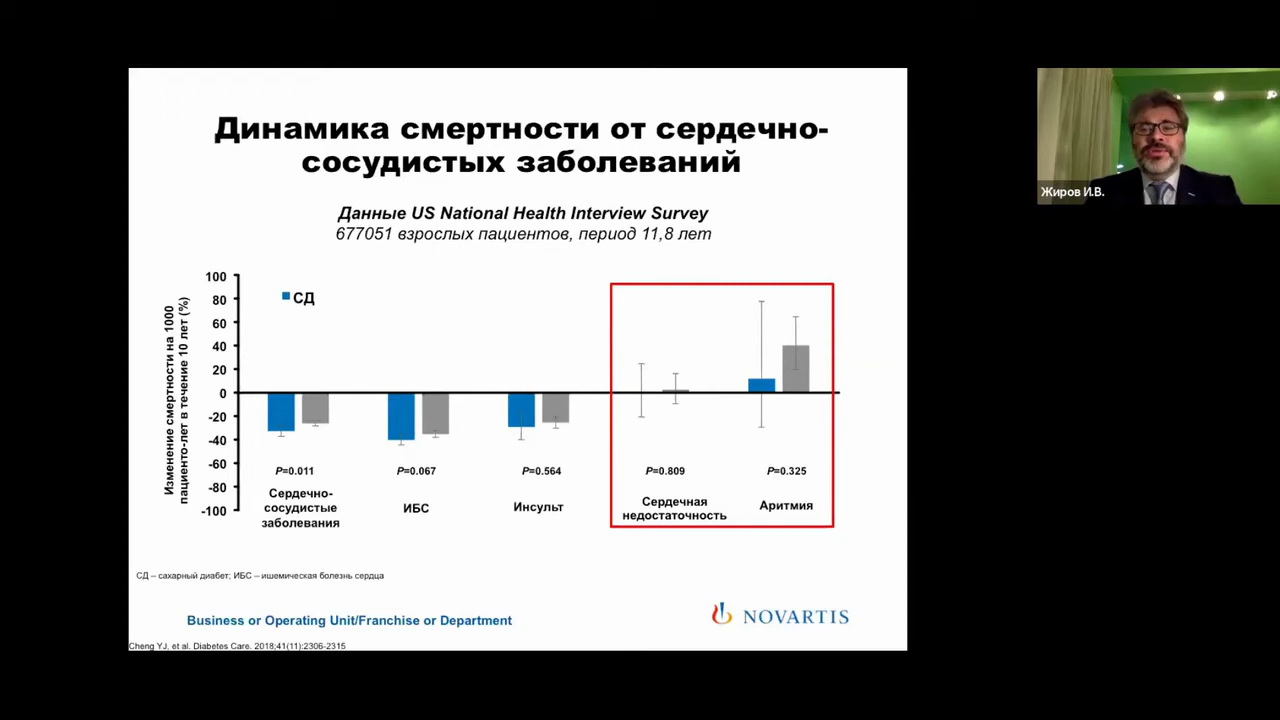 Динамика смертности от сердечно-
сосудистых заболеваний
Данные US National Health Interview Survey
677051 взрослых пациентов, период 11,8 лет
Изменение смертности на 1000
пациенто-лет в течение 10 лет (%)
100
80
60
40
20
0
-20
-40
-60
-80
-100
СД
P=0.011
P=0.067
P=0.564
P=0.809
P=0.325
Сердечно-
сосудистые
заболевания
ИБС
Инсульт
Сердечная
недостаточность
Аритмия
СД – сахарный диабет; ИБС – ишемическая болезнь сердца
Business or Operating Unit/Franchise or Department
NOVARTIS
Cheng YJ, et al. Diabetes Care. 2018;41(11):2306-2315
Жиров И.В.